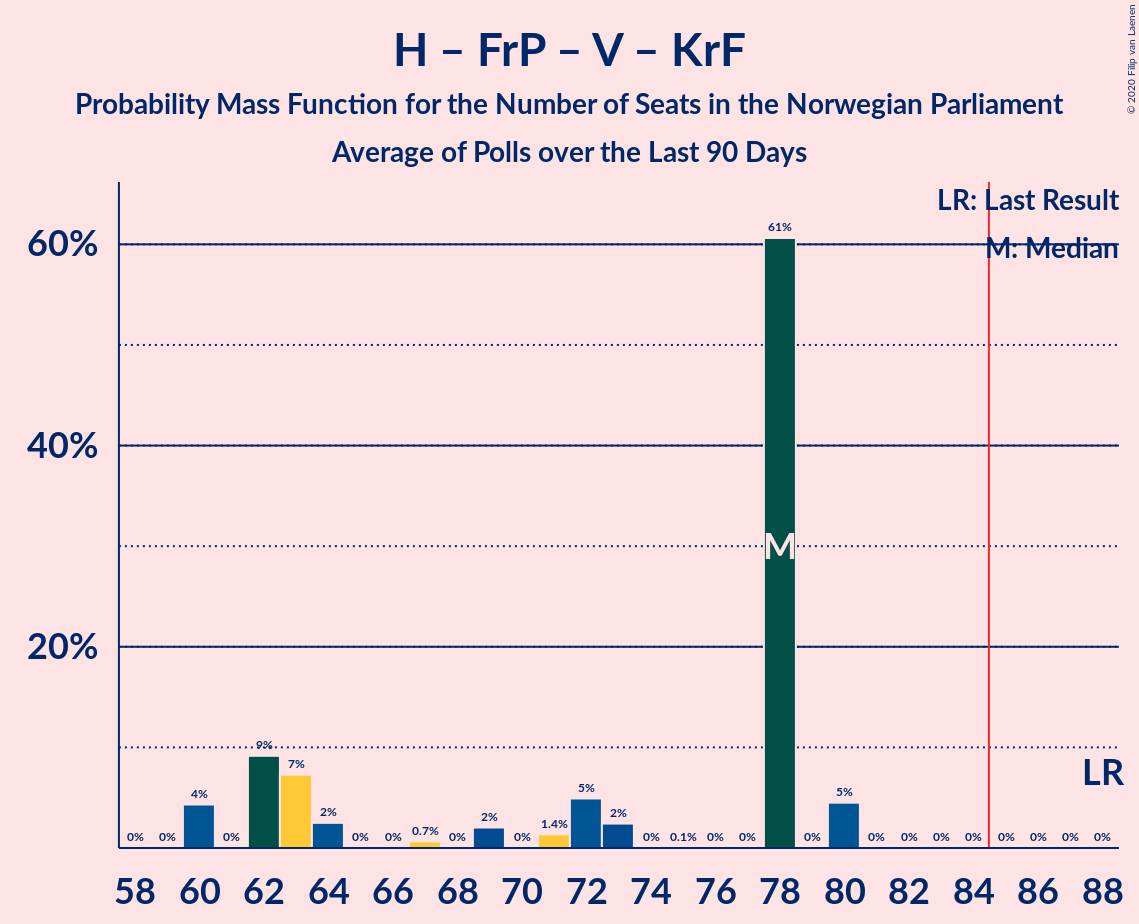 H – FrP – V – KrF
Probability Mass Function for the Number of Seats in the Norwegian Parliament
Average of Polls over the Last 90 Days
© 2020 Filip van Laenen
LR: Last Result
M: Median
60%
40%
20%
0% 0% 4% 0% 9% 7% 2% 0% 0% 0.7% 0% 2% 0% 1.4% 5% 2% 0% 0.1% 0% 0% 61% 0% 5% 0% 0% 0% 0% 0% 0% 0% 0%
M
LR
58 60 62 64 66 68 70 72 74 76 78 80 82 84 86 88